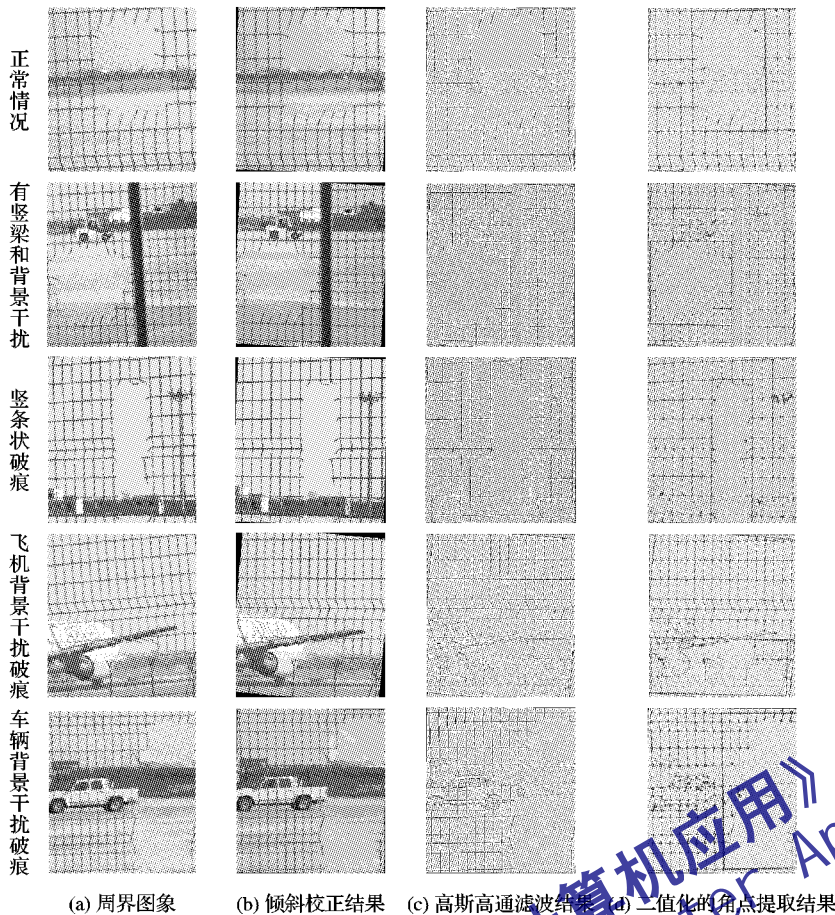 正常情况
有竖梁和背景干扰
竖条状破痕
飞机背景干扰破痕
车辆背景干扰破痕
(a) 周界图象
(b) 倾斜校正结果
(c) 高斯高通滤波结果
(d) 二值化的角点提取结果
算机应用》
ter Ap